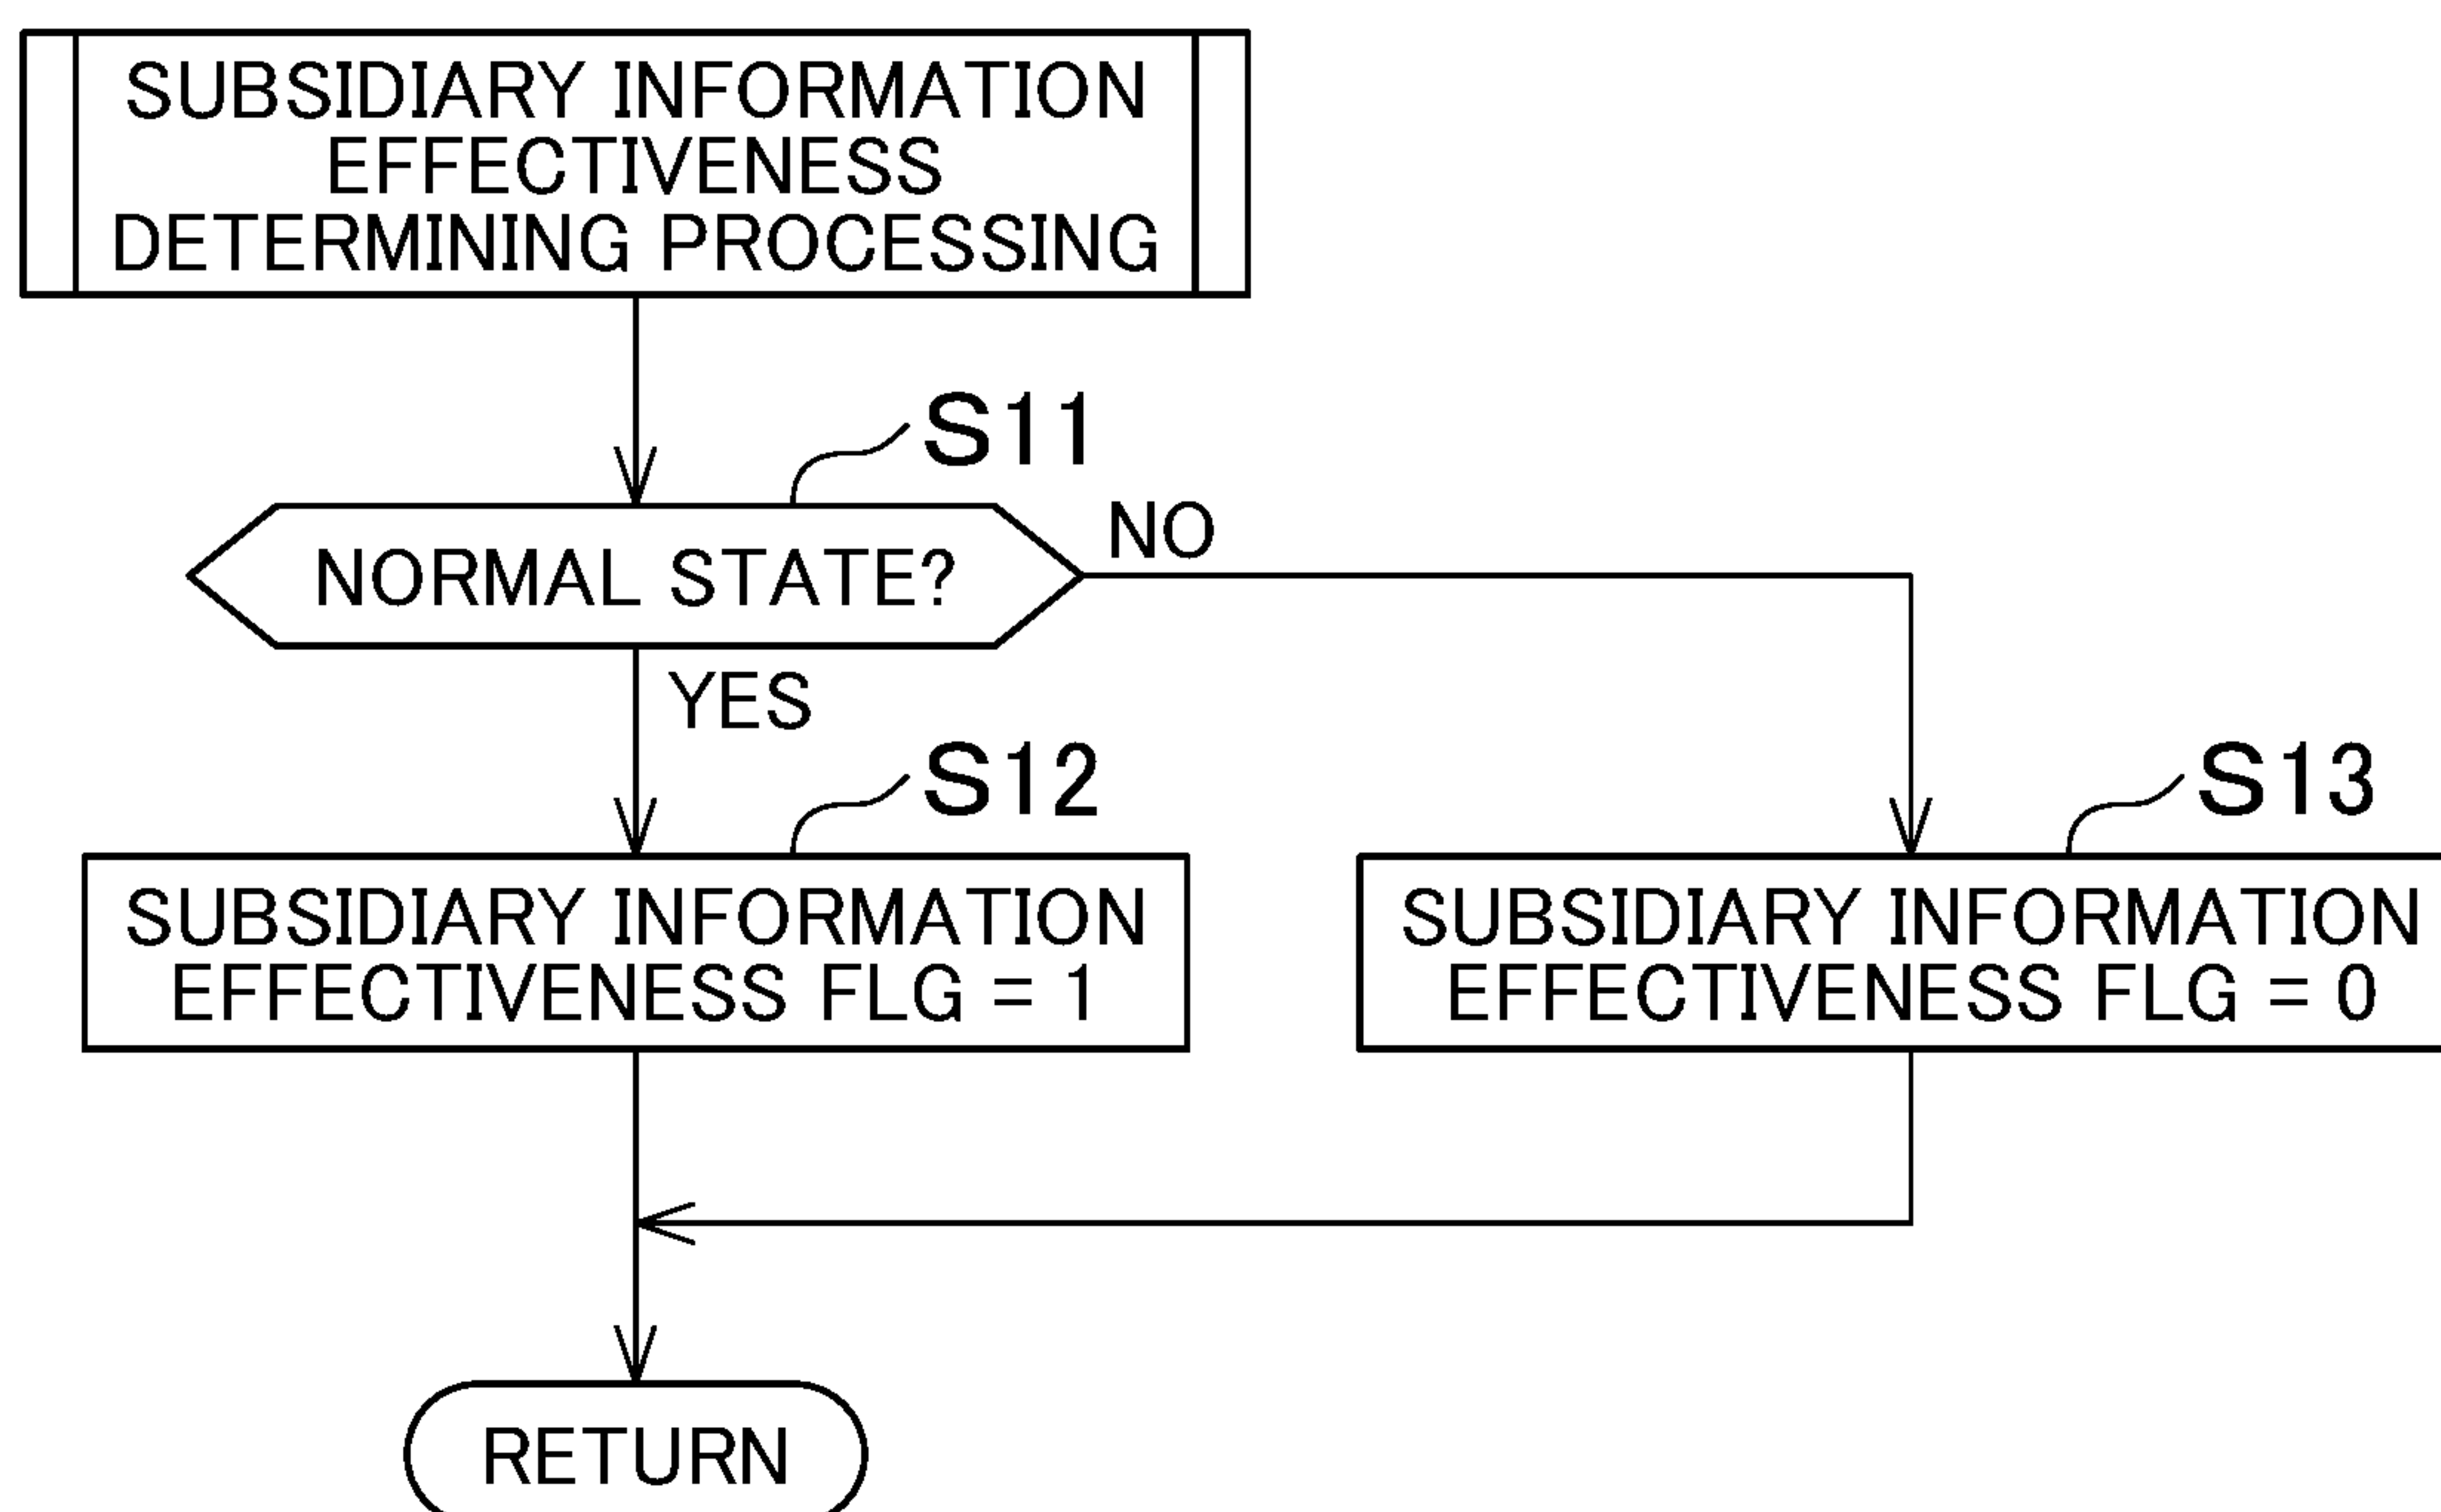 SUBSIDIARY INFORMATION
EFFECTIVENESS
DETERMINING PROCESSING
S11
NORMAL STATE?
NO
YES
S12
SUBSIDIARY INFORMATION
EFFECTIVENESS FLG = 1
S13
SUBSIDIARY INFORMATION
EFFECTIVENESS FLG = 0
RETURN